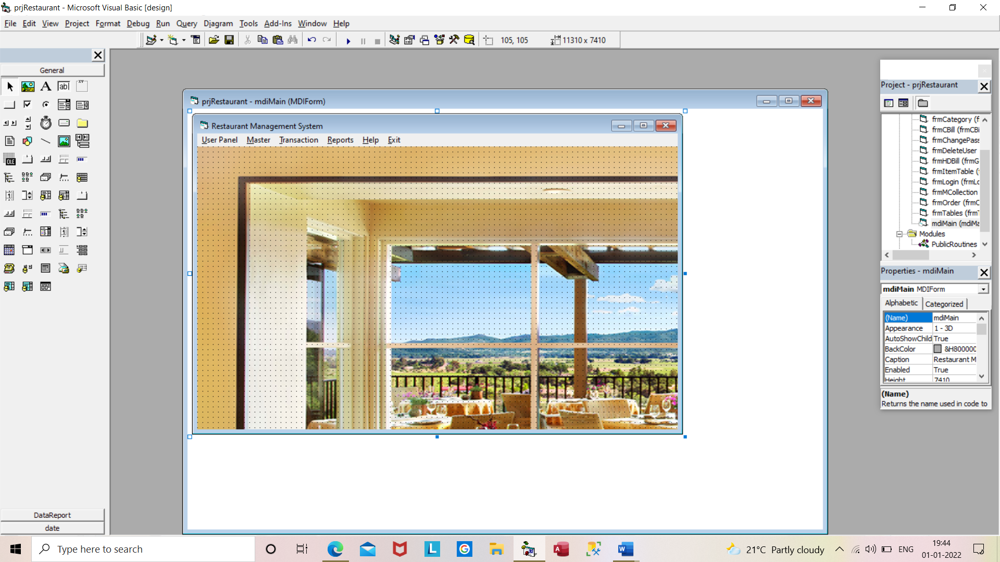 prjRestaurant - Microsoft Visual Basic [design]
File Edit View Project Format Debug Run Query Diagram Tools Add-Ins Window Help
105, 105 11310 x 7410
General
prjRestaurant - mdiMain (MDIForm)
Restaurant Management System
User Panel Master Transaction Reports Help Exit
DataReport
date
Project - prjRestaurant
frmCategory (f
frmCBill (frmCBi
frmChangePass
frmDeleteUser
frmHDBill (frmG
frmItemTable (
frmLogin (frmLo
frmMCollection
frmOrder (frmO
frmTables (frmT
mdiMain (mdiMa
Modules
PublicRoutines
Properties - mdiMain
mdiMain MDIForm
Alphabetic Categorized
(Name) mdiMain
Appearance 1 - 3D
AutoShowChild True
BackColor &H800000
Caption Restaurant M
Enabled True
Height 7410
(Name)
Returns the name used in code to
Type here to search
21°C Partly cloudy
ENG
19:44
01-01-2022